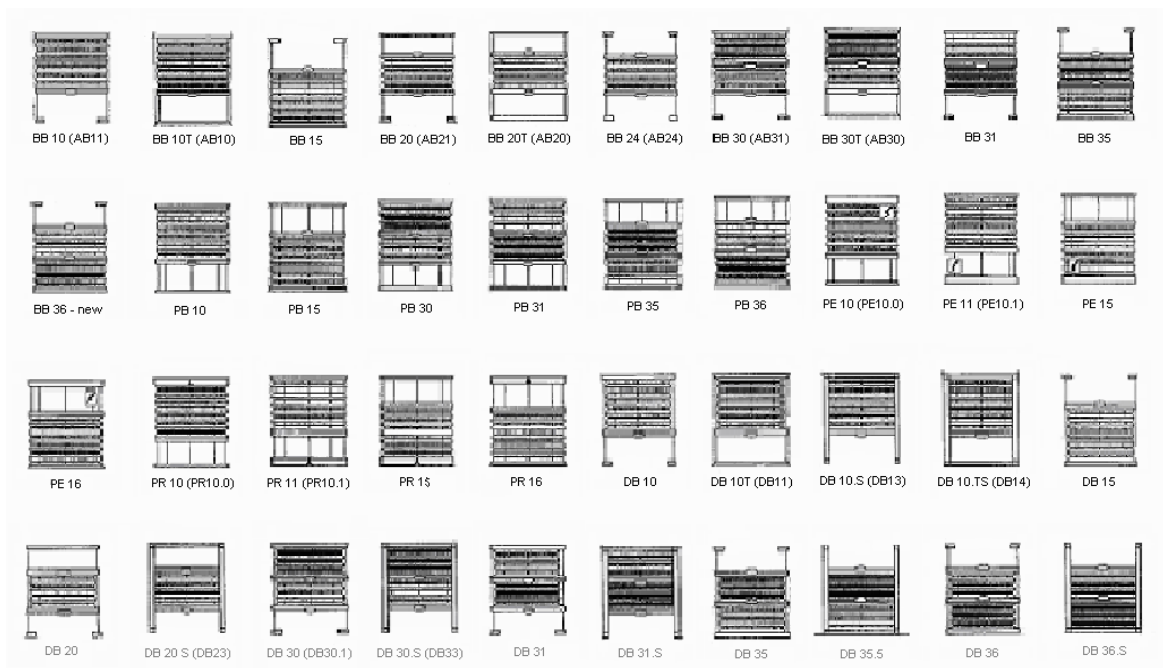 BB 10 (AB11) BB 10T (AB10) BB 15 BB 20 (AB21) BB 20T (AB20) BB 24 (AB24) BB 30 (AB31) BB 30T (AB30) BB 31 BB 35
BB 36 - new PB 10 PB 15 PB 30 PB 31 PB 35 PB 36 PE 10 (PE10.0) PE 11 (PE10.1) PE 15
PE 16 PR 10 (PR10.0) PR 11 (PR10.1) PR 1$ PR 16 DB 10 DB 10T (DB11) DB 10.S (DB13) DB 10.TS (DB14) DB 15
DB 20 DB 20 S (DB23) DB 30 (DB30.1) DB 30.S (DB33) DB 31 DB 31.S DB 35 DB 35.5 DB 36 DB 36.S